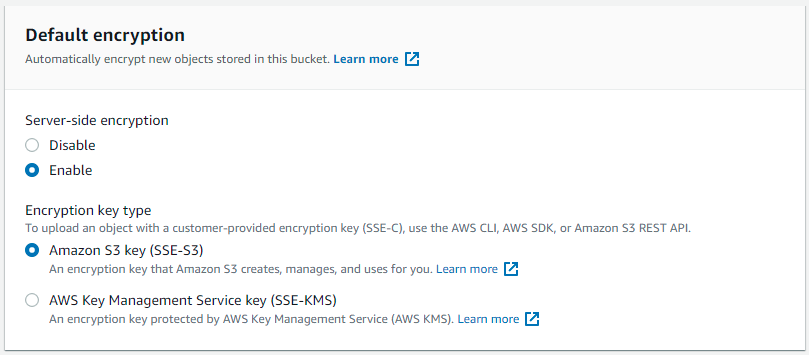 Default encryption
Automatically encrypt new objects stored in this bucket. Learn more
Server-side encryption
Disable
Enable
Encryption key type
To upload an object with a customer-provided encryption key (SSE-C), use the AWS CLI, AWS SDK, or Amazon S3 REST API.
Amazon S3 key (SSE-S3)
An encryption key that Amazon S3 creates, manages, and uses for you. Learn more
AWS Key Management Service key (SSE-KMS)
An encryption key protected by AWS Key Management Service (AWS KMS). Learn more